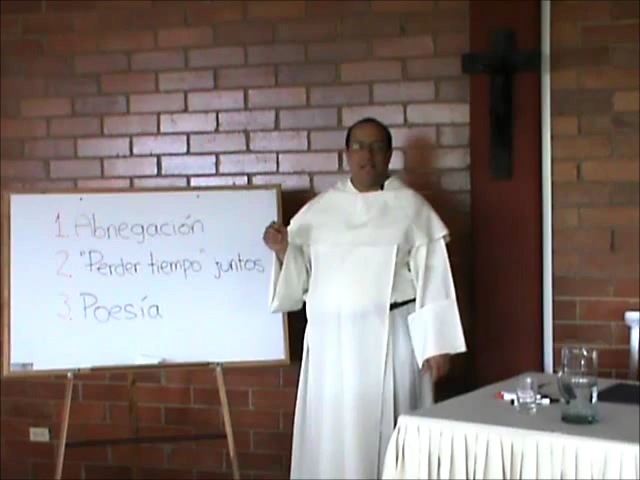 1. Abnegación
2. "Perder tiempo" juntos
3. Poesía